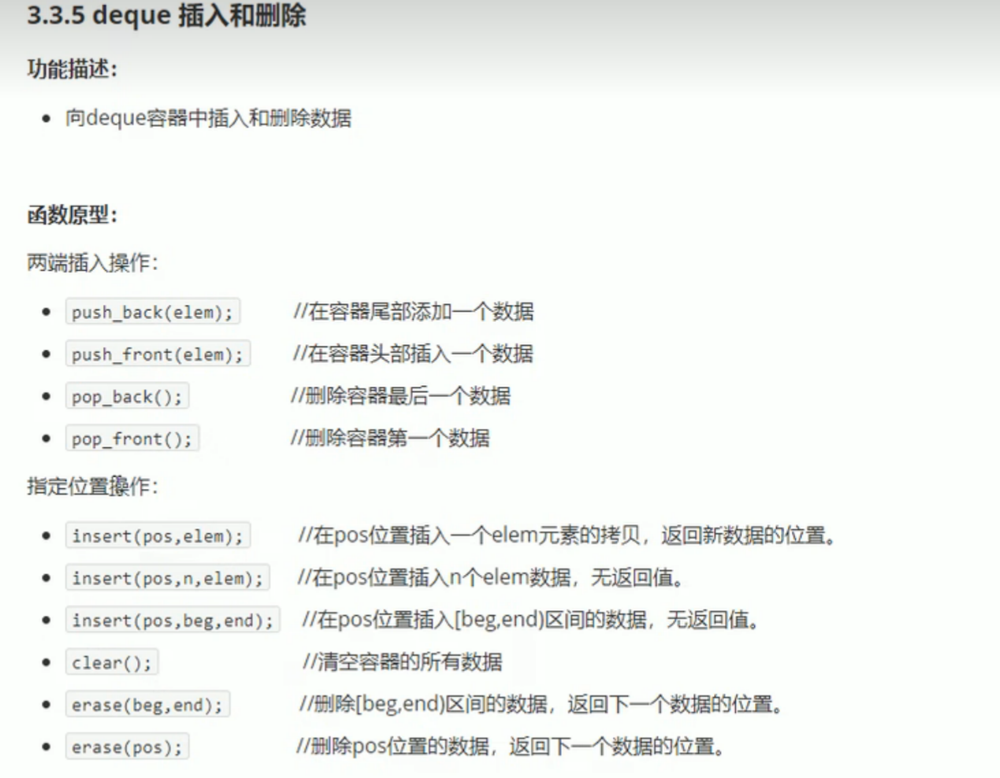 3.3.5 deque 插入和删除
功能描述：
• 向deque容器中插入和删除数据
函数原型：
两端插入操作：
• push_back(elem); //在容器尾部添加一个数据
• push_front(elem); //在容器头部插入一个数据
• pop_back(); //删除容器最后一个数据
• pop_front(); //删除容器第一个数据
指定位置操作：
• insert(pos,elem); //在pos位置插入一个elem元素的拷贝，返回新数据的位置。
• insert(pos,n,elem); //在pos位置插入n个elem数据，无返回值。
• insert(pos,beg,end); //在pos位置插入[beg,end)区间的数据，无返回值。
• clear(); //清空容器的所有数据
• erase(beg,end); //删除[beg,end)区间的数据，返回下一个数据的位置。
• erase(pos); //删除pos位置的数据，返回下一个数据的位置。